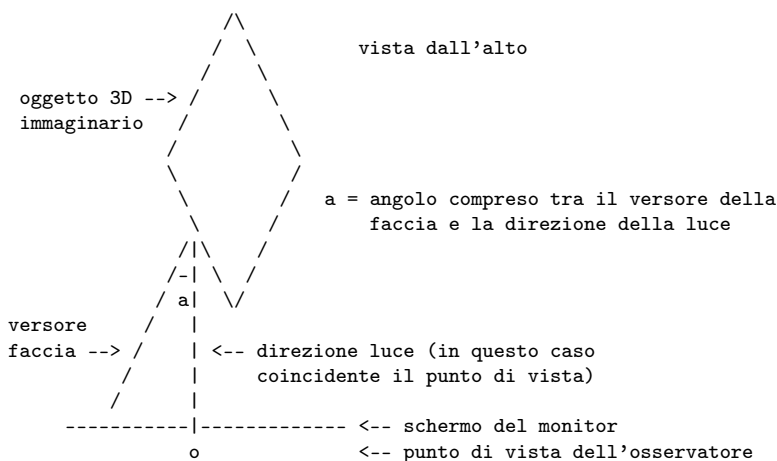 vista dall'alto
oggetto 3D -->
immaginario
a = angolo compreso tra il versore della
faccia e la direzione della luce
a
versore
faccia -->
<-- direzione luce (in questo caso
coincidente il punto di vista)
<-- schermo del monitor
o <-- punto di vista dell'osservatore